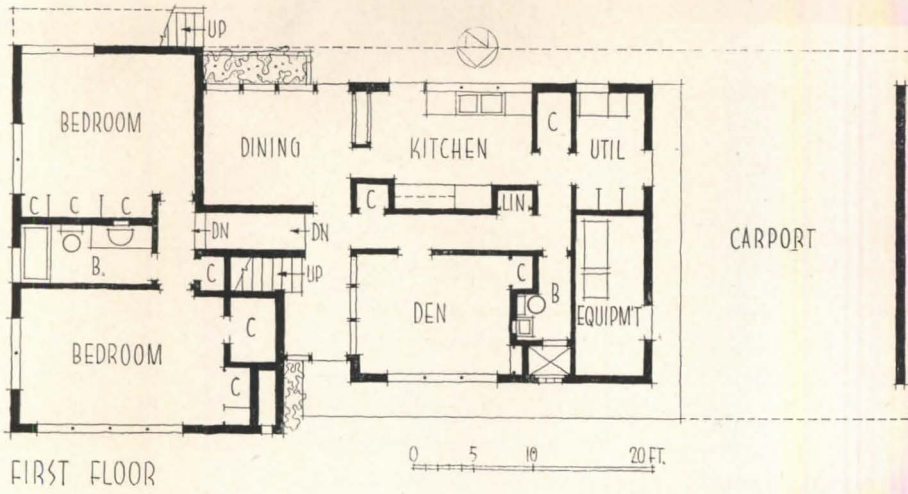 UP
N
BEDROOM
DINING
KITCHEN
C
UTIL
C C C
C
LIN.
DN
DN
CARPORT
B.
C
UP
C
DEN
B
EQUIPM'T
C
BEDROOM
C
0 5 10 20 FT.
FIRST FLOOR